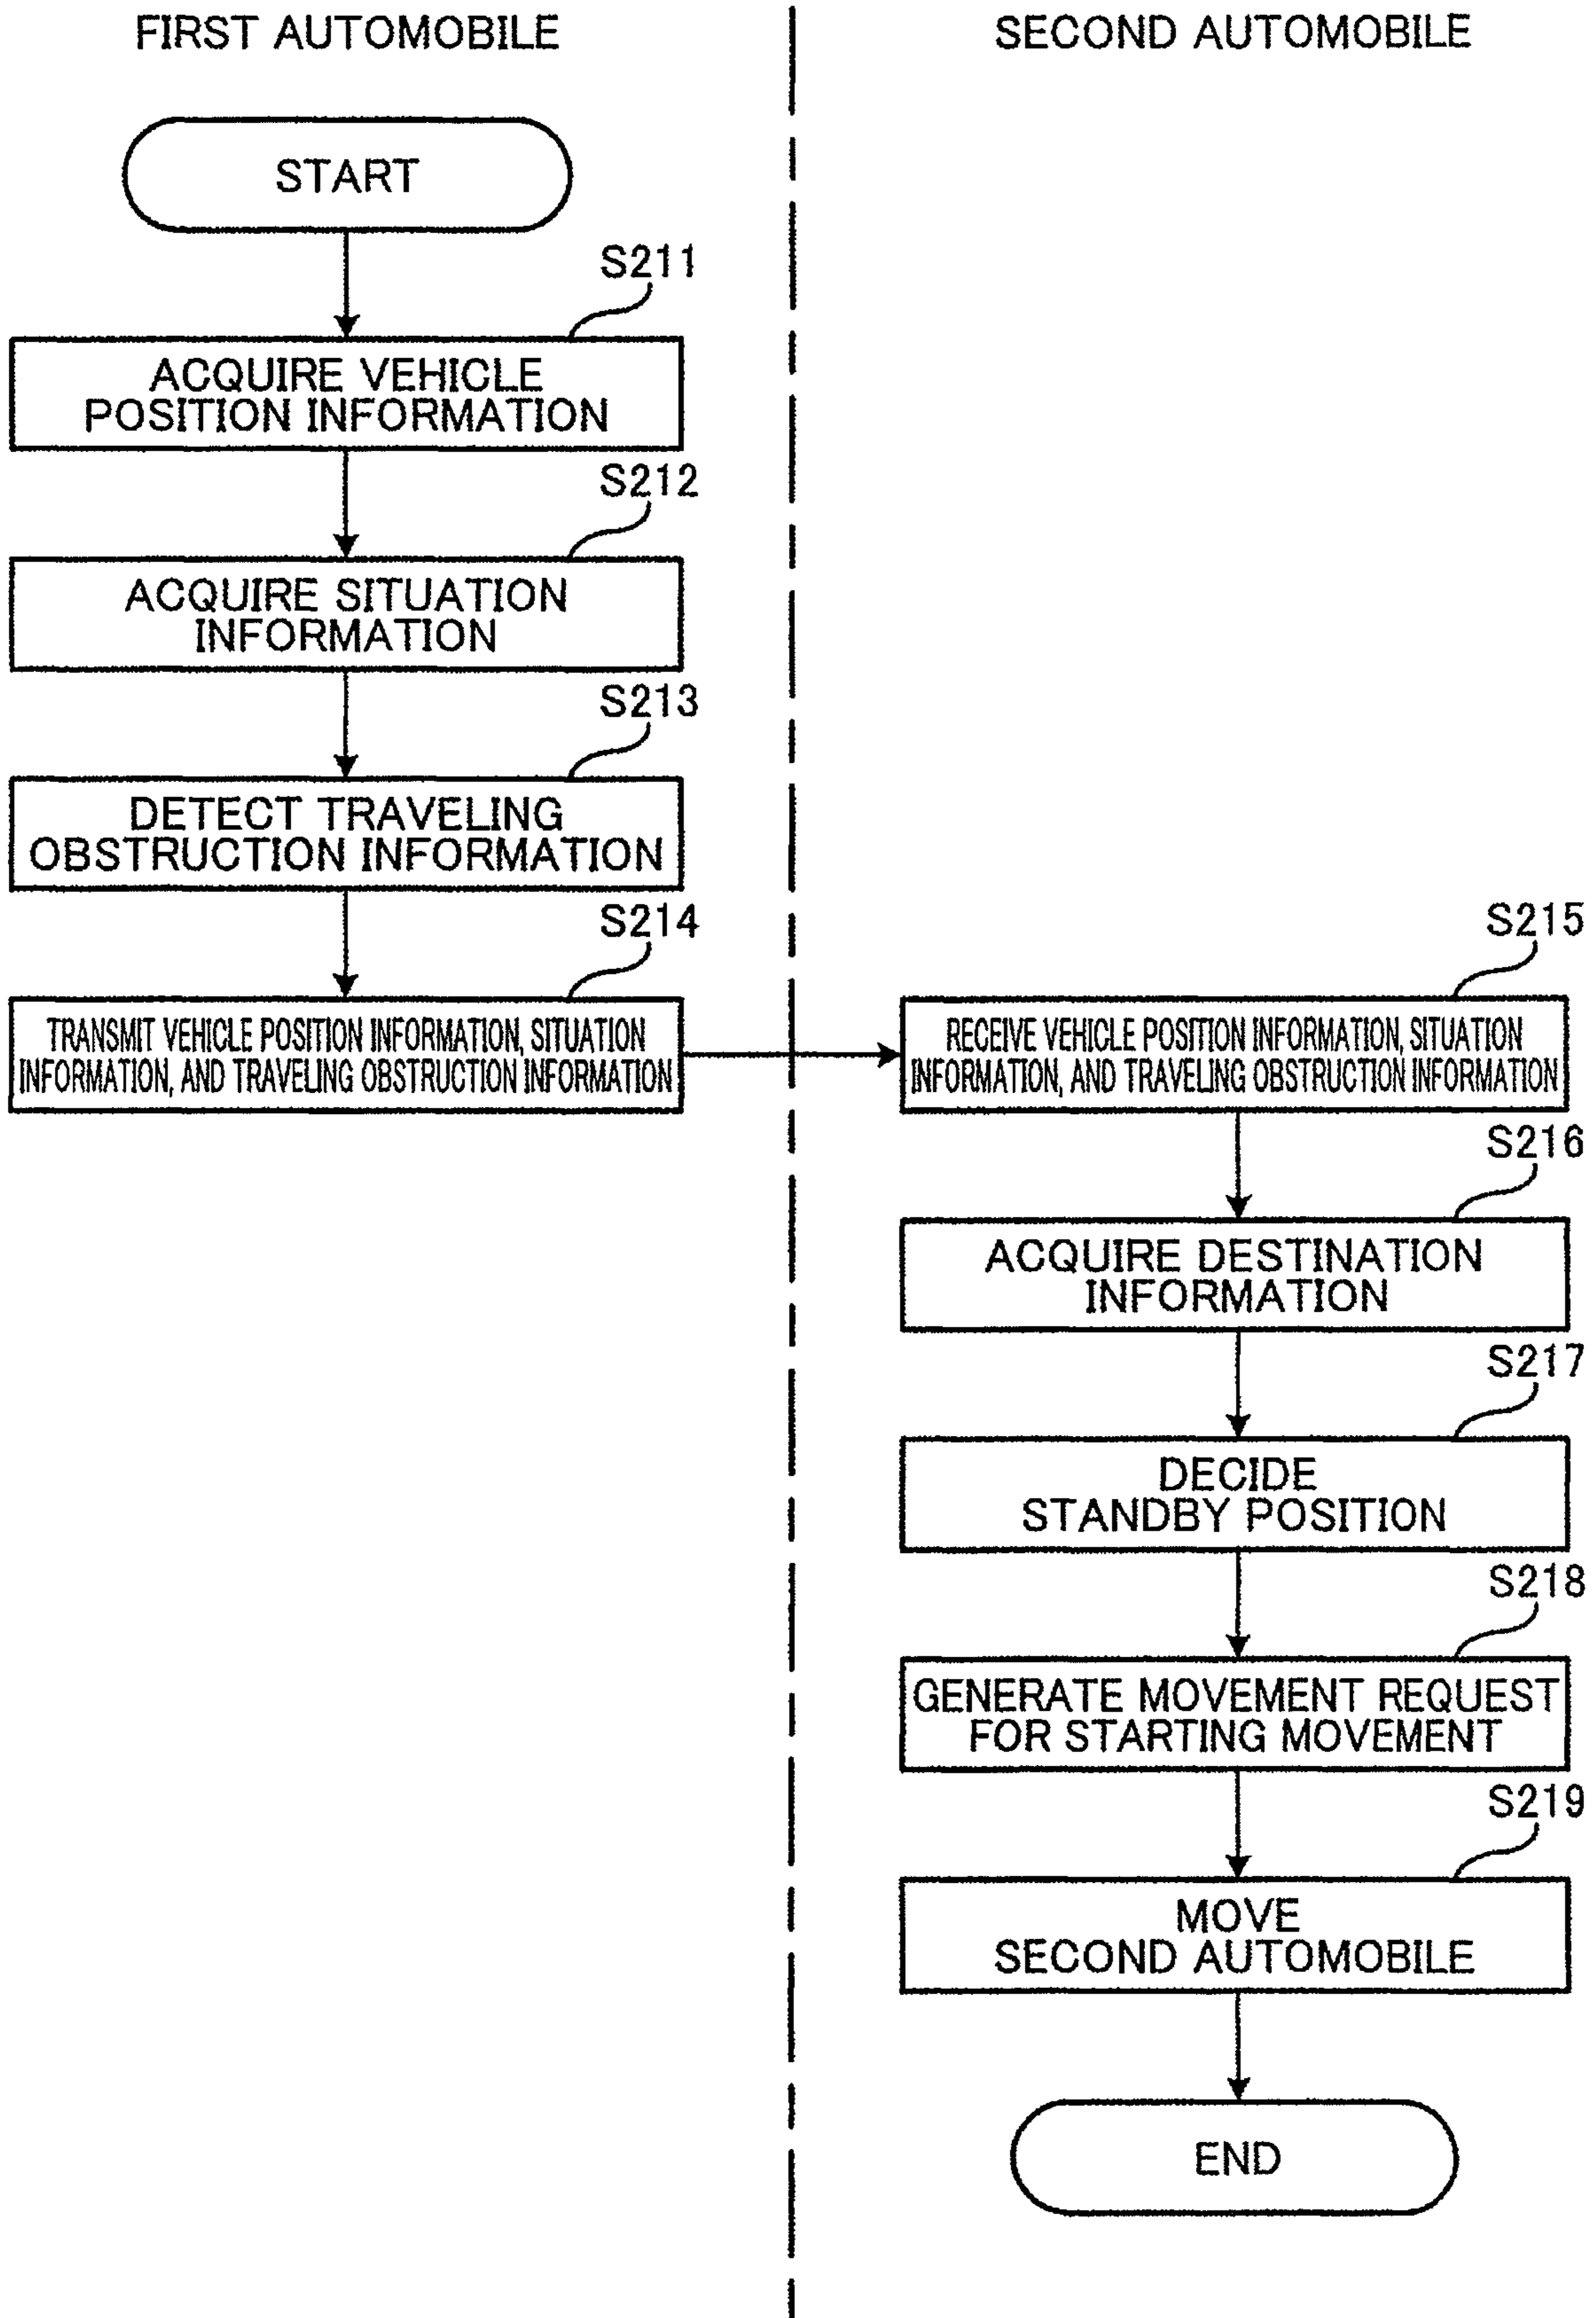 FIRST AUTOMOBILE
SECOND AUTOMOBILE
START
S211
ACQUIRE VEHICLE
POSITION INFORMATION
S212
ACQUIRE SITUATION
INFORMATION
S213
DETECT TRAVELING
OBSTRUCTION INFORMATION
S214
TRANSMIT VEHICLE POSITION INFORMATION, SITUATION
INFORMATION, AND TRAVELING OBSTRUCTION INFORMATION
S215
RECEIVE VEHICLE POSITION INFORMATION, SITUATION
INFORMATION, AND TRAVELING OBSTRUCTION INFORMATION
S216
ACQUIRE DESTINATION
INFORMATION
S217
DECIDE
STANDBY POSITION
S218
GENERATE MOVEMENT REQUEST
FOR STARTING MOVEMENT
S219
MOVE
SECOND AUTOMOBILE
END